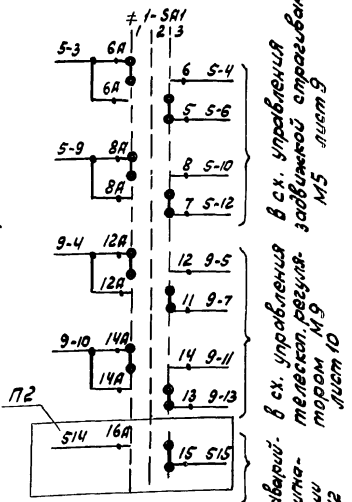 ≠ 1-SA1
1 2 3
5-3 6A
6A
6 5-4
5 5-6
5-9 8A
8A
8 5-10
7 5-12
9-4 12A
12A
12 9-5
11 9-7
9-10 14A
14A
14 9-11
13 9-13
П2
514 16A
15 515
в сх. управления
задвижкой страгиван
М5 лист 9
в сх. управления
телескоп. регуля-
тором М9
лист 10